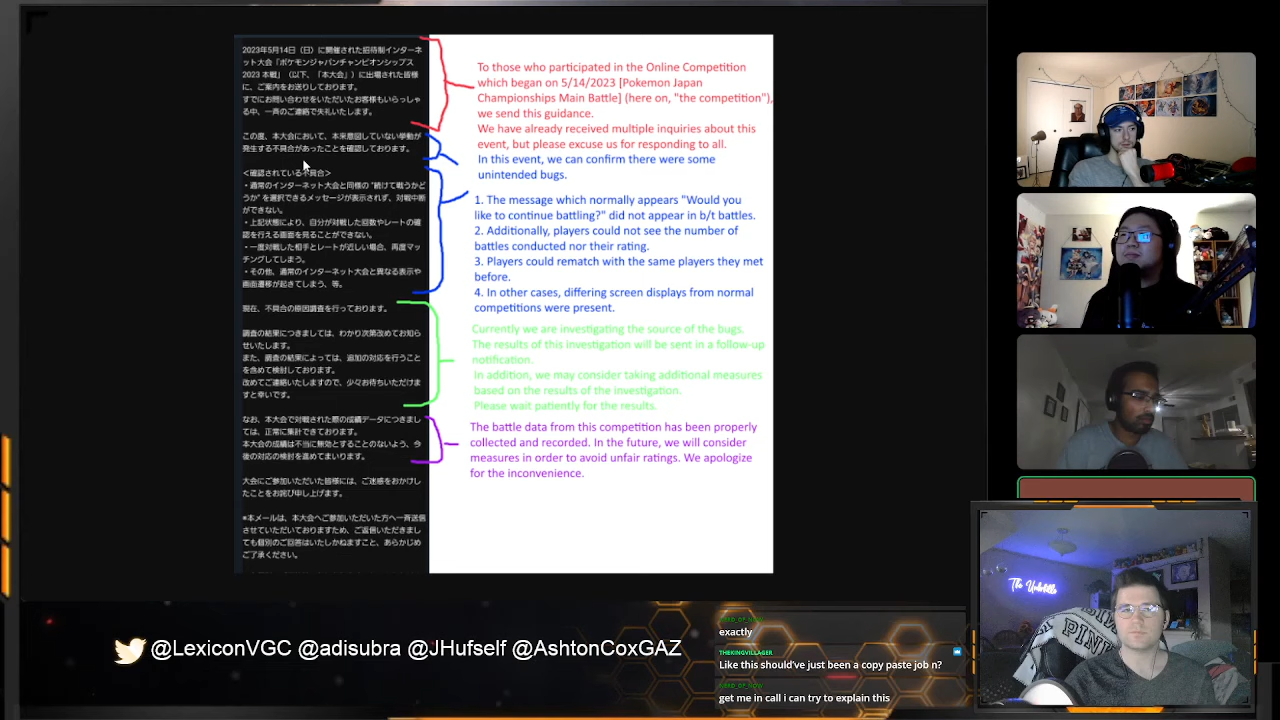 2023年5月14日（日）に開催された招待制インターネ
ット大会『ポケモンジャパンチャンピオンシップス
2023 本戦』（以下、「本大会」）に出場された皆様
に、ご案内をお送りしております。
すでにお問い合わせをいただいたお客様もいらっしゃ
る中、一斉のご連絡で失礼いたします。
この度、本大会において、本来意図していない挙動が
発生する不具合があったことを確認しております。
＜確認されている不具合＞
・通常のインターネット大会と同様の "続けて戦うかど
うか" を選択できるメッセージが表示されず、対戦中断
ができない。
・上記状態により、自分が対戦した回数やレートの確
認を行える画面を見ることができない。
・一度対戦した相手とレートが近しい場合、再度マッ
チングしてしまう。
・その他、通常のインターネット大会と異なる表示や
画面遷移が起きてしまう、等。
現在、不具合の原因調査を行っております。
調査の結果につきましては、わかり次第改めてお知ら
せいたします。
また、調査の結果によっては、追加の対応を行うこと
を含めて検討しております。
改めてご連絡いたしますので、少々お待ちいただけま
すと幸いです。
なお、本大会で対戦された際の成績データにつきまし
ては、正常に集計できております。
本大会の成績は不当に無効とすることのないよう、今
後の対応の検討を進めてまいります。
大会にご参加いただいた皆様には、ご迷惑をおかけし
たことをお詫び申し上げます。
*本メールは、本大会へご参加いただいた方へ一斉送信
させていただいておりますため、ご返信いただきまし
ても個別のご回答はいたしかねますこと、あらかじめ
ご了承ください。
To those who participated in the Online Competition
which began on 5/14/2023 [Pokemon Japan
Championships Main Battle] (here on, "the competition"),
we send this guidance.
We have already received multiple inquiries about this
event, but please excuse us for responding to all.
In this event, we can confirm there were some
unintended bugs.
1. The message which normally appears "Would you
like to continue battling?" did not appear in b/t battles.
2. Additionally, players could not see the number of
battles conducted nor their rating.
3. Players could rematch with the same players they met
before.
4. In other cases, differing screen displays from normal
competitions were present.
Currently we are investigating the source of the bugs.
The results of this investigation will be sent in a follow-up
notification.
In addition, we may consider taking additional measures
based on the results of the investigation.
Please wait patiently for the results.
The battle data from this competition has been properly
collected and recorded. In the future, we will consider
measures in order to avoid unfair ratings. We apologize
for the inconvenience.
The
@LexiconVGC @adisubra @JHufself @AshtonCoxGAZ
exactly
THEKINGVILLAGER
Like this should've just been a copy paste job n?
get me in call i can try to explain this
PINK